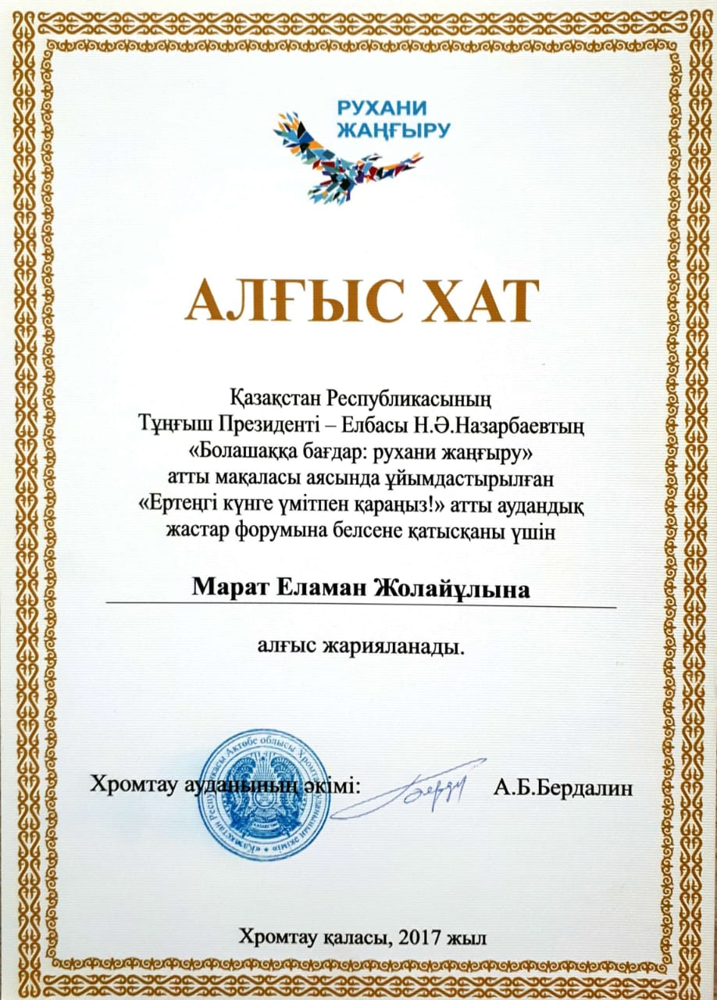 РУХАНИ
ЖАҢҒЫРУ
АЛҒЫС ХАТ
Қазақстан Республикасының
Тұңғыш Президенті – Елбасы Н.Ә.Назарбаевтың
«Болашаққа бағдар: рухани жаңғыру»
атты мақаласы аясында ұйымдастырылған
«Ертеңгі күнге үмітпен қараңыз!» атты аудандық
жастар форумына белсене қатысқаны үшін
Марат Еламан Жолайұлына
алғыс жарияланады.
Хромтау ауданының әкімі: А.Б.Бердалин
«Қазақстан Республикасы Ақтөбе облысы Хромтау ауданының әкімі»
ҚАЗАҚСТАН
Хромтау қаласы, 2017 жыл